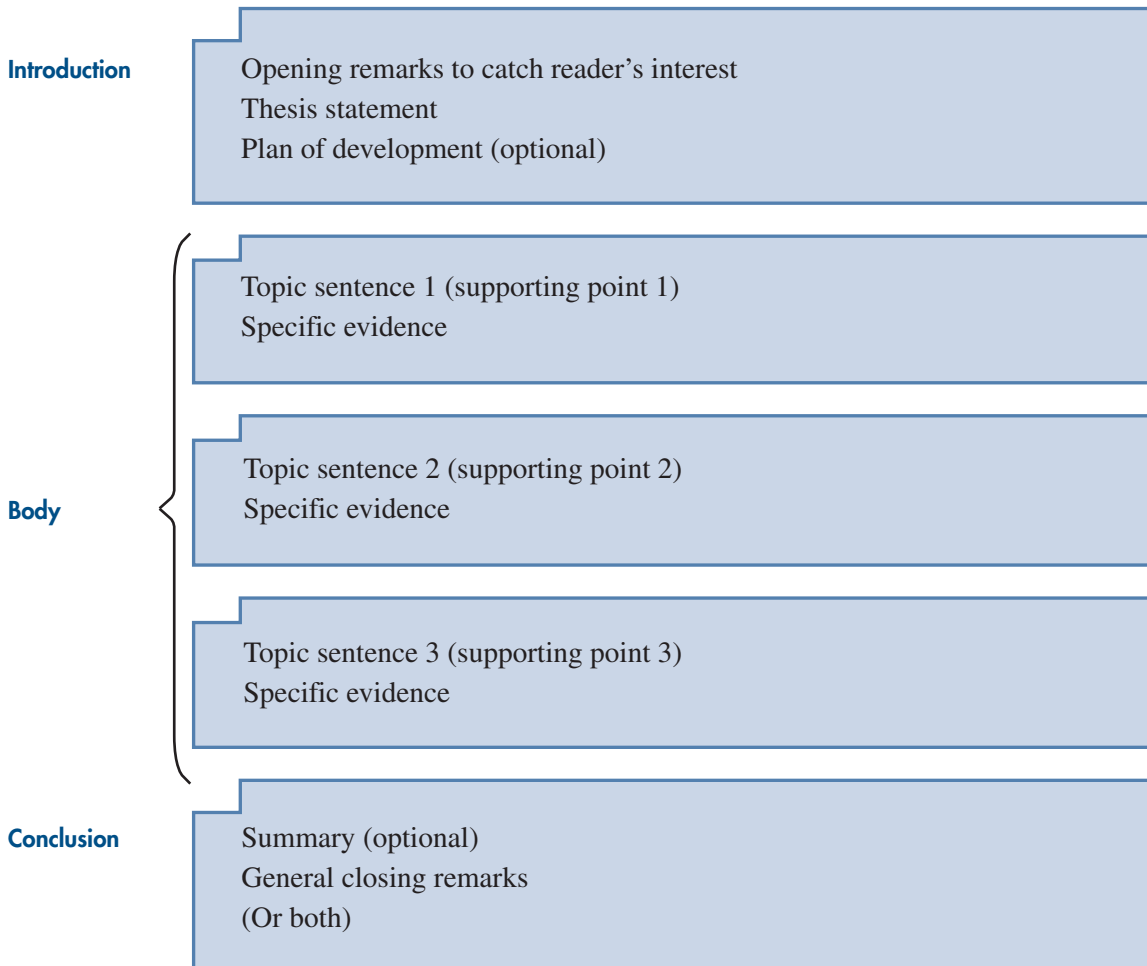 Introduction
Opening remarks to catch reader’s interest
Thesis statement
Plan of development (optional)
Topic sentence 1 (supporting point 1)
Specific evidence
Body
Topic sentence 2 (supporting point 2)
Specific evidence
Topic sentence 3 (supporting point 3)
Specific evidence
Conclusion
Summary (optional)
General closing remarks
(Or both)